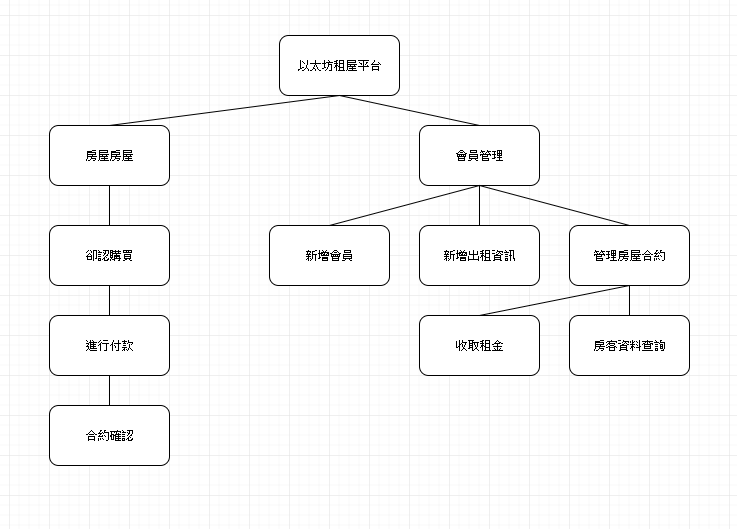 以太坊租屋平台
房屋房屋
會員管理
卻認購買
新增會員
新增出租資訊
管理房屋合約
進行付款
收取租金
房客資料查詢
合約確認